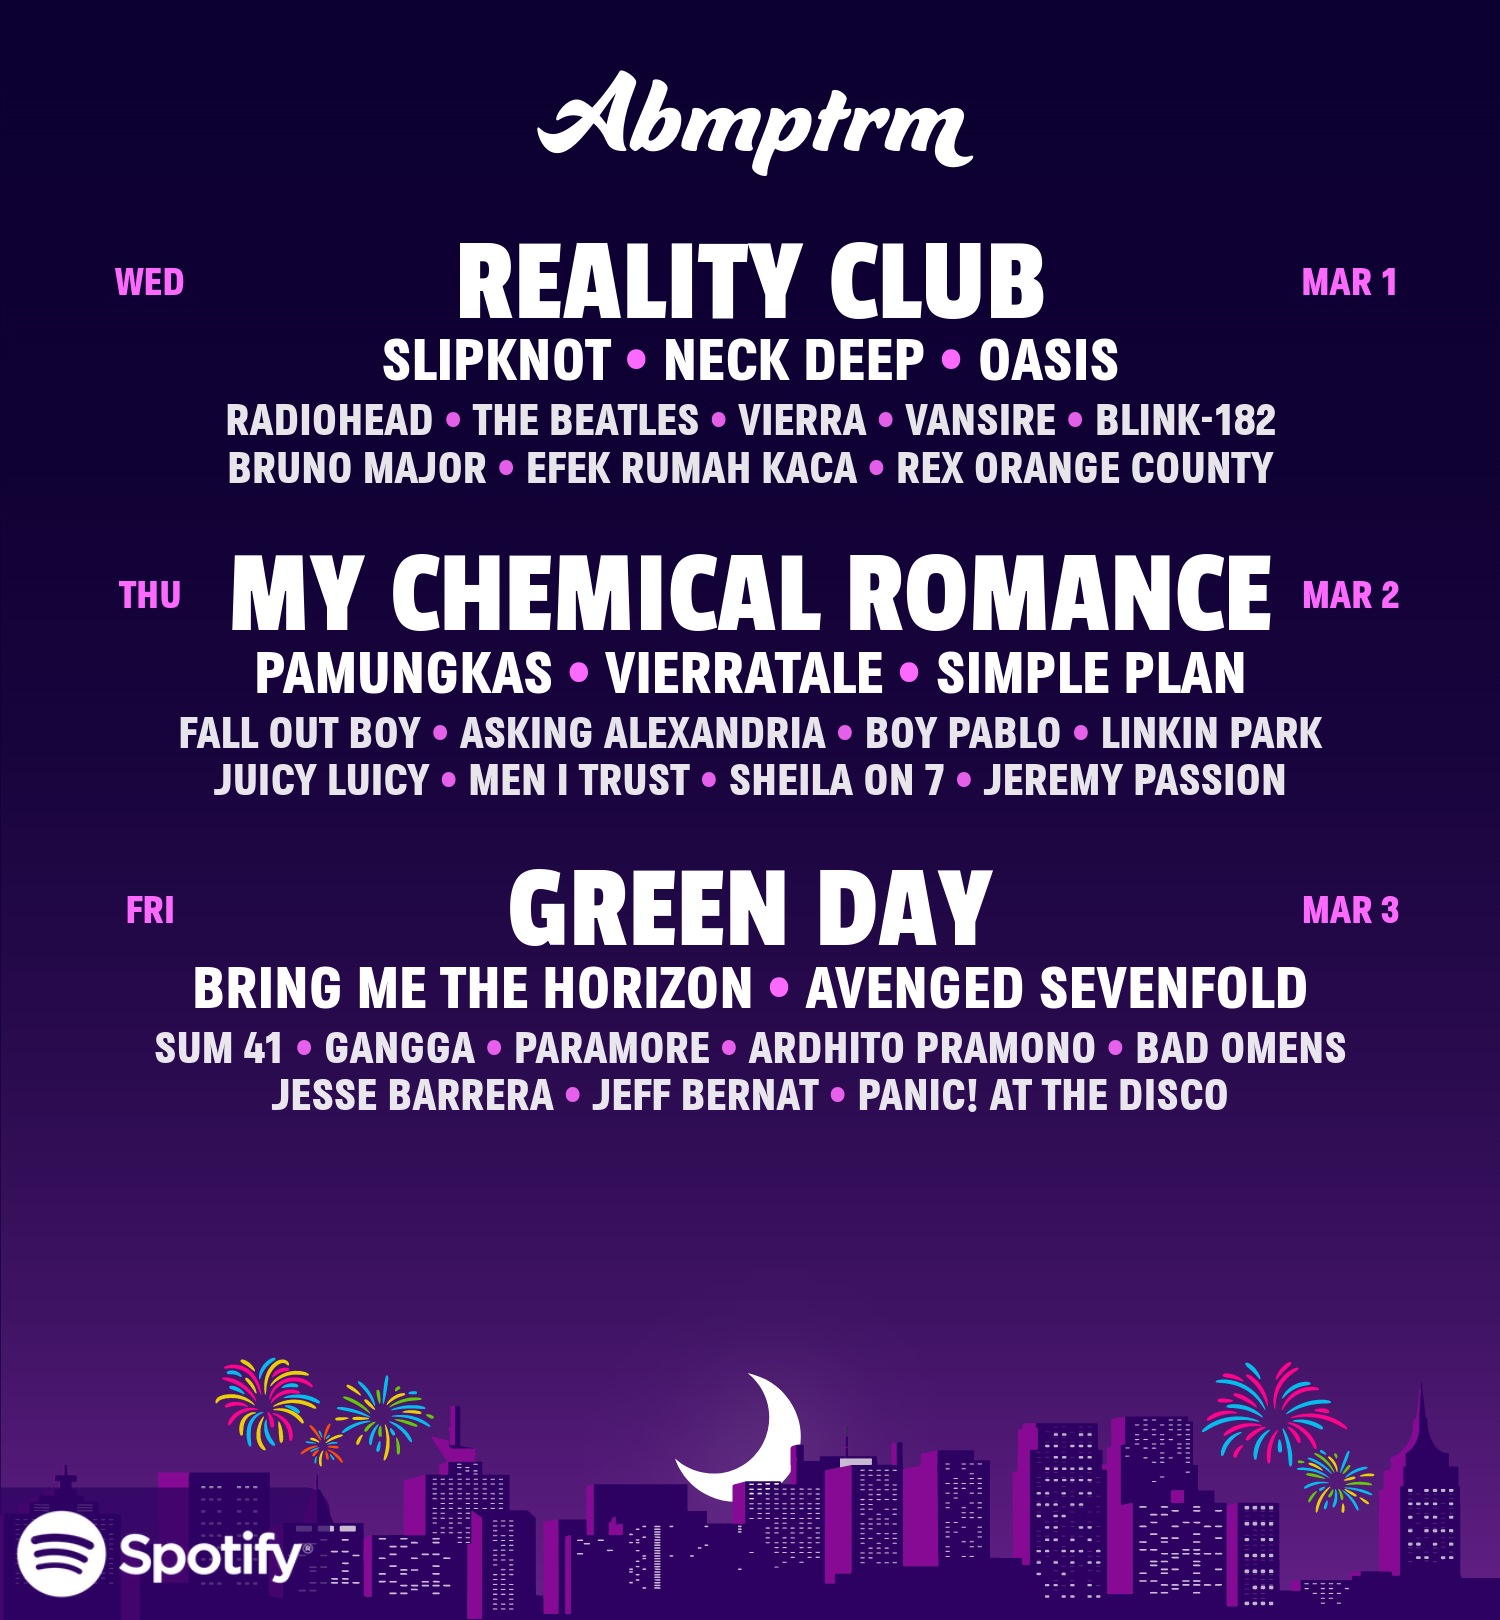 Abmptrm
WED REALITY CLUB MAR 1
SLIPKNOT • NECK DEEP • OASIS
RADIOHEAD • THE BEATLES • VIERRA • VANSIRE • BLINK-182
BRUNO MAJOR • EFEK RUMAH KACA • REX ORANGE COUNTY
THU MY CHEMICAL ROMANCE MAR 2
PAMUNGKAS • VIERRATALE • SIMPLE PLAN
FALL OUT BOY • ASKING ALEXANDRIA • BOY PABLO • LINKIN PARK
JUICY LUICY • MEN I TRUST • SHEILA ON 7 • JEREMY PASSION
FRI GREEN DAY MAR 3
BRING ME THE HORIZON • AVENGED SEVENFOLD
SUM 41 • GANGGA • PARAMORE • ARDHITO PRAMONO • BAD OMENS
JESSE BARRERA • JEFF BERNAT • PANIC! AT THE DISCO
Spotify®